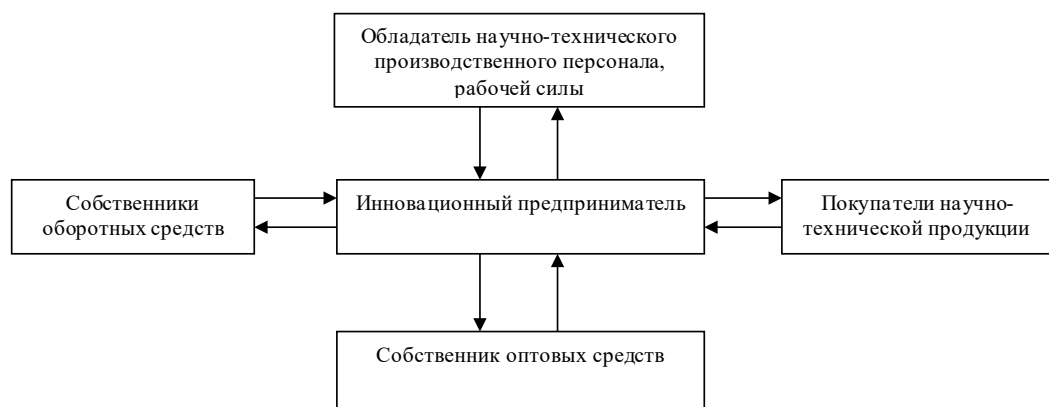 Обладатель научно-технического
производственного персонала,
рабочей силы
Собственники
оборотных средств
Инновационный предприниматель
Покупатели научно-
технической продукции
Собственник оптовых средств